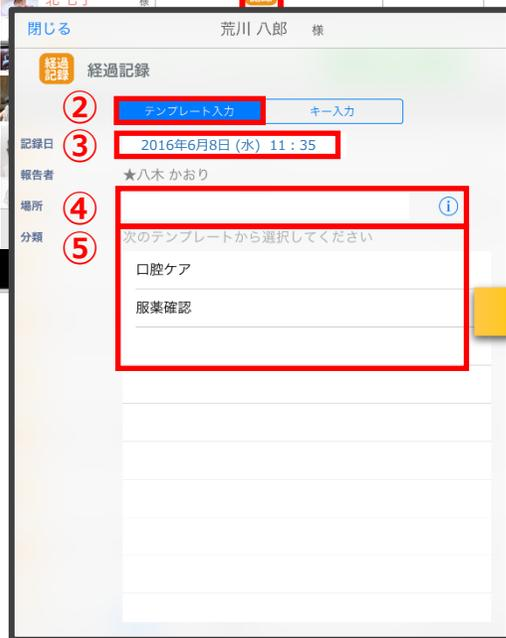 様
閉じる
荒川 八郎 様
経過
記録
経過記録
② テンプレート入力 キー入力
記録日 ③ 2016年6月8日 (水) 11：35
報告者 ★八木 かおり
場所 ④ i
分類 ⑤ 次のテンプレートから選択してください
口腔ケア
服薬確認